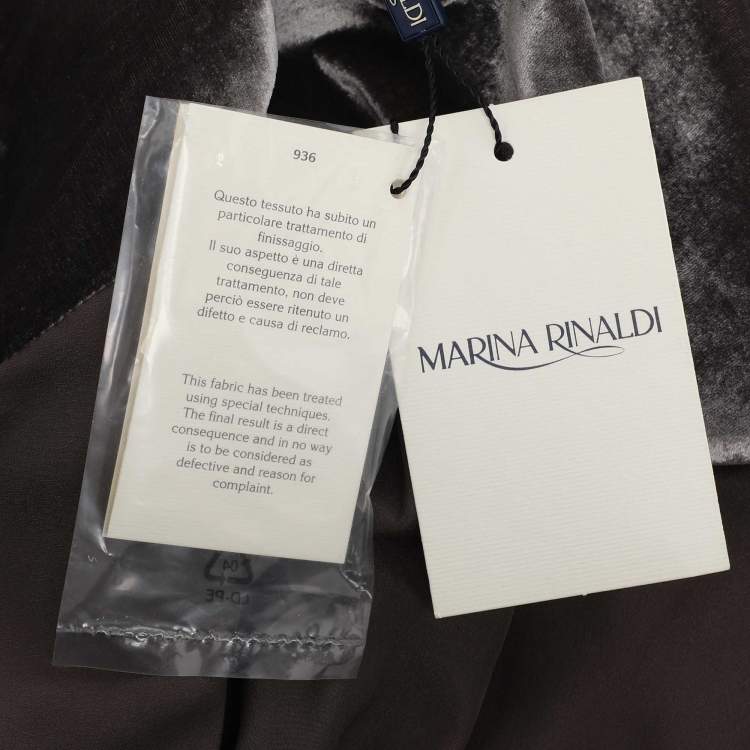 936
Questo tessuto ha subito un
particolare trattamento di
finissaggio.
Il suo aspetto è una diretta
conseguenza di tale
trattamento, non deve
perciò essere ritenuto un
difetto e causa di reclamo.
This fabric has been treated
using special techniques.
The final result is a direct
consequence and in no way
is to be considered as
defective and reason for
complaint.
04
LD-PE
MARINA RINALDI